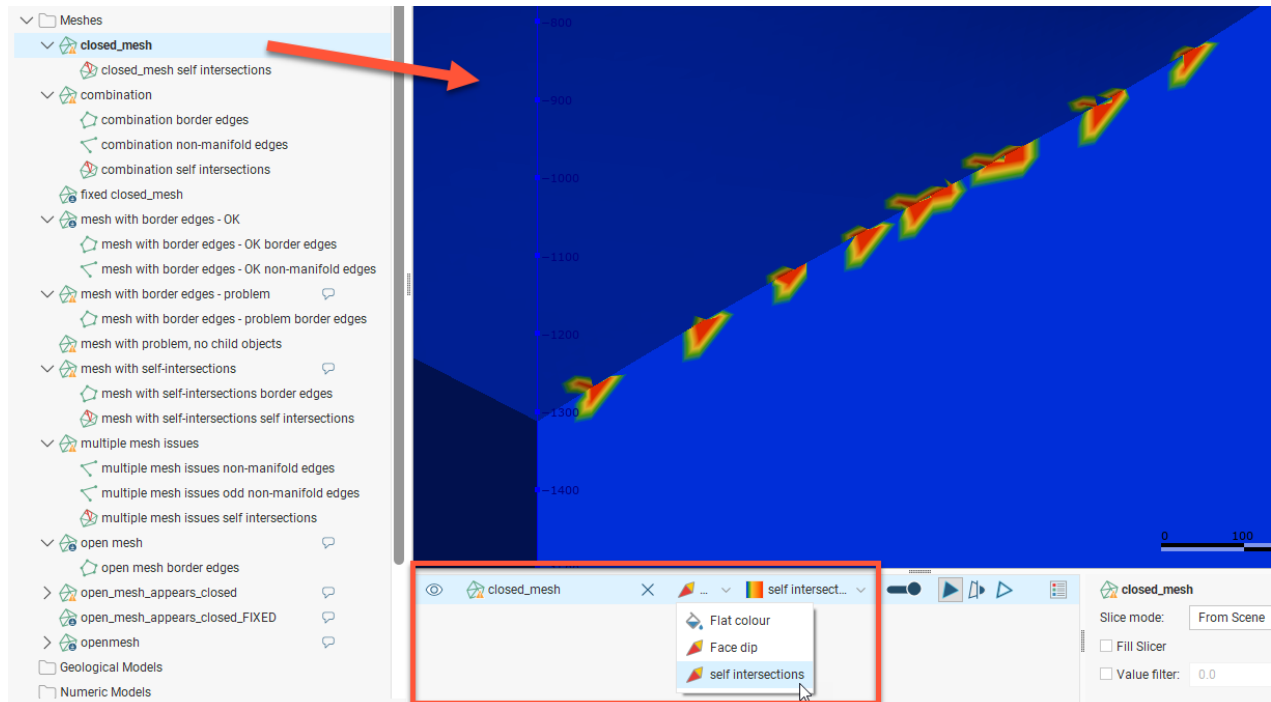 Meshes
closed_mesh
closed_mesh self intersections
combination
combination border edges
combination non-manifold edges
combination self intersections
fixed closed_mesh
mesh with border edges - OK
mesh with border edges - OK border edges
mesh with border edges - OK non-manifold edges
mesh with border edges - problem
mesh with border edges - problem border edges
mesh with problem, no child objects
mesh with self-intersections
mesh with self-intersections border edges
mesh with self-intersections self intersections
multiple mesh issues
multiple mesh issues non-manifold edges
multiple mesh issues odd non-manifold edges
multiple mesh issues self intersections
open mesh
open mesh border edges
open_mesh_appears_closed
open_mesh_appears_closed_FIXED
openmesh
Geological Models
Numeric Models
-800
-900
-1000
-1100
-1200
-1300
-1400
0 100
closed_mesh ... self intersect...
Flat colour
Face dip
self intersections
closed_mesh
Slice mode: From Scene
Fill Slicer
Value filter: 0.0